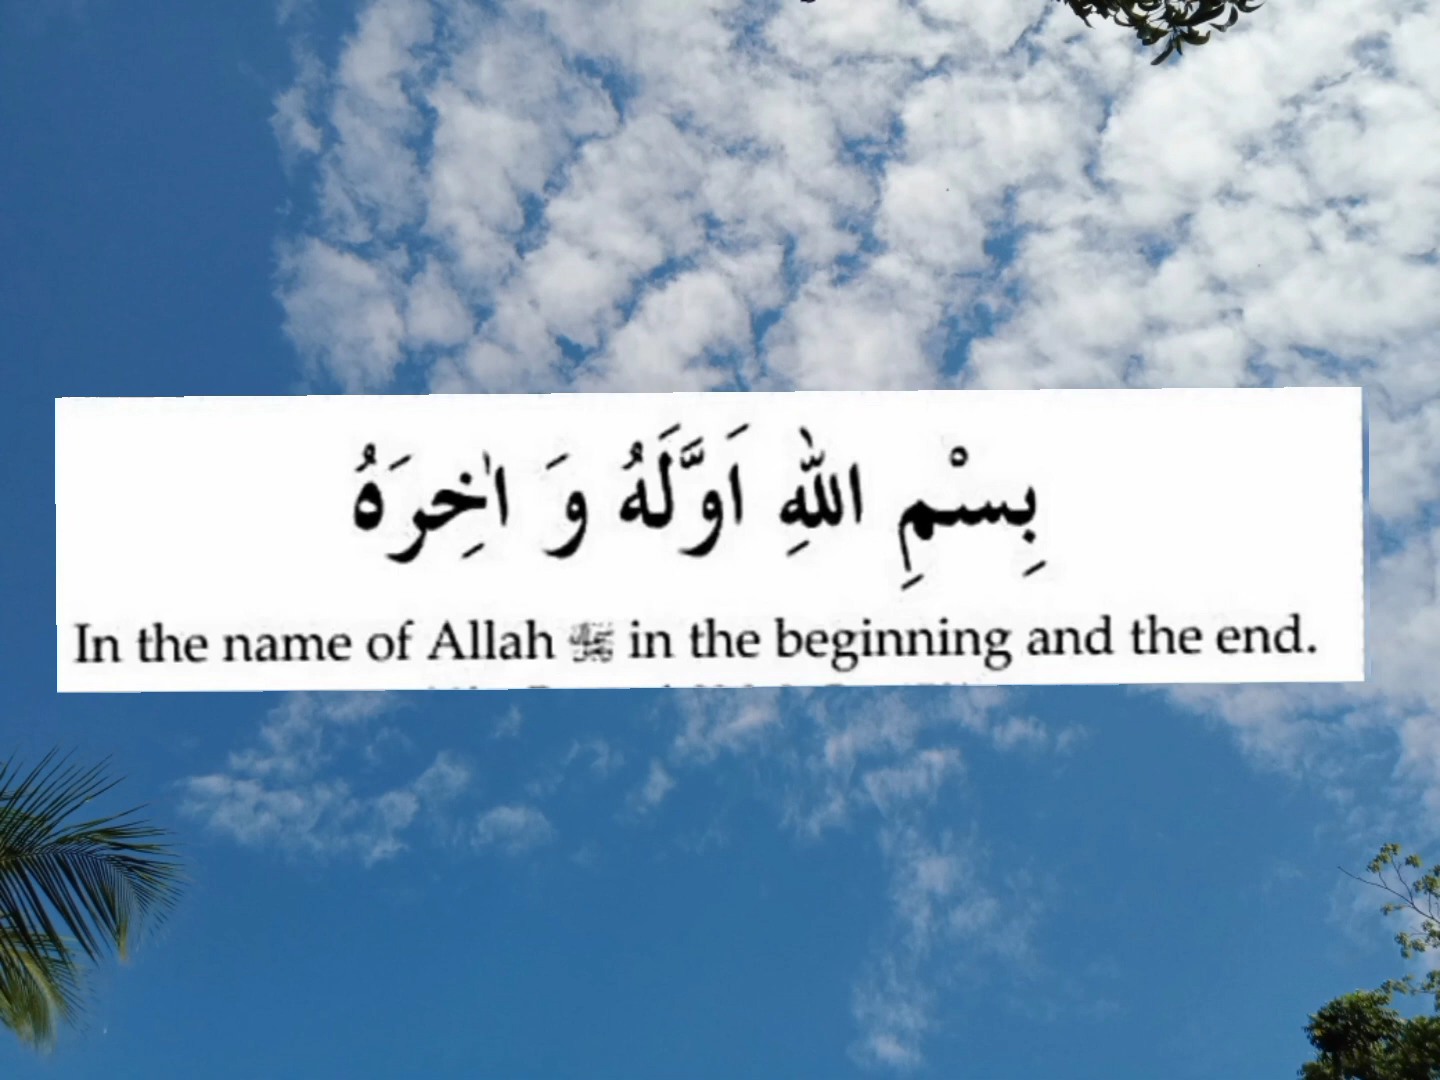 بِسْمِ اللّٰهِ اَوَّلَهُ وَ اٰخِرَهُ
In the name of Allah ﷻ in the beginning and the end.